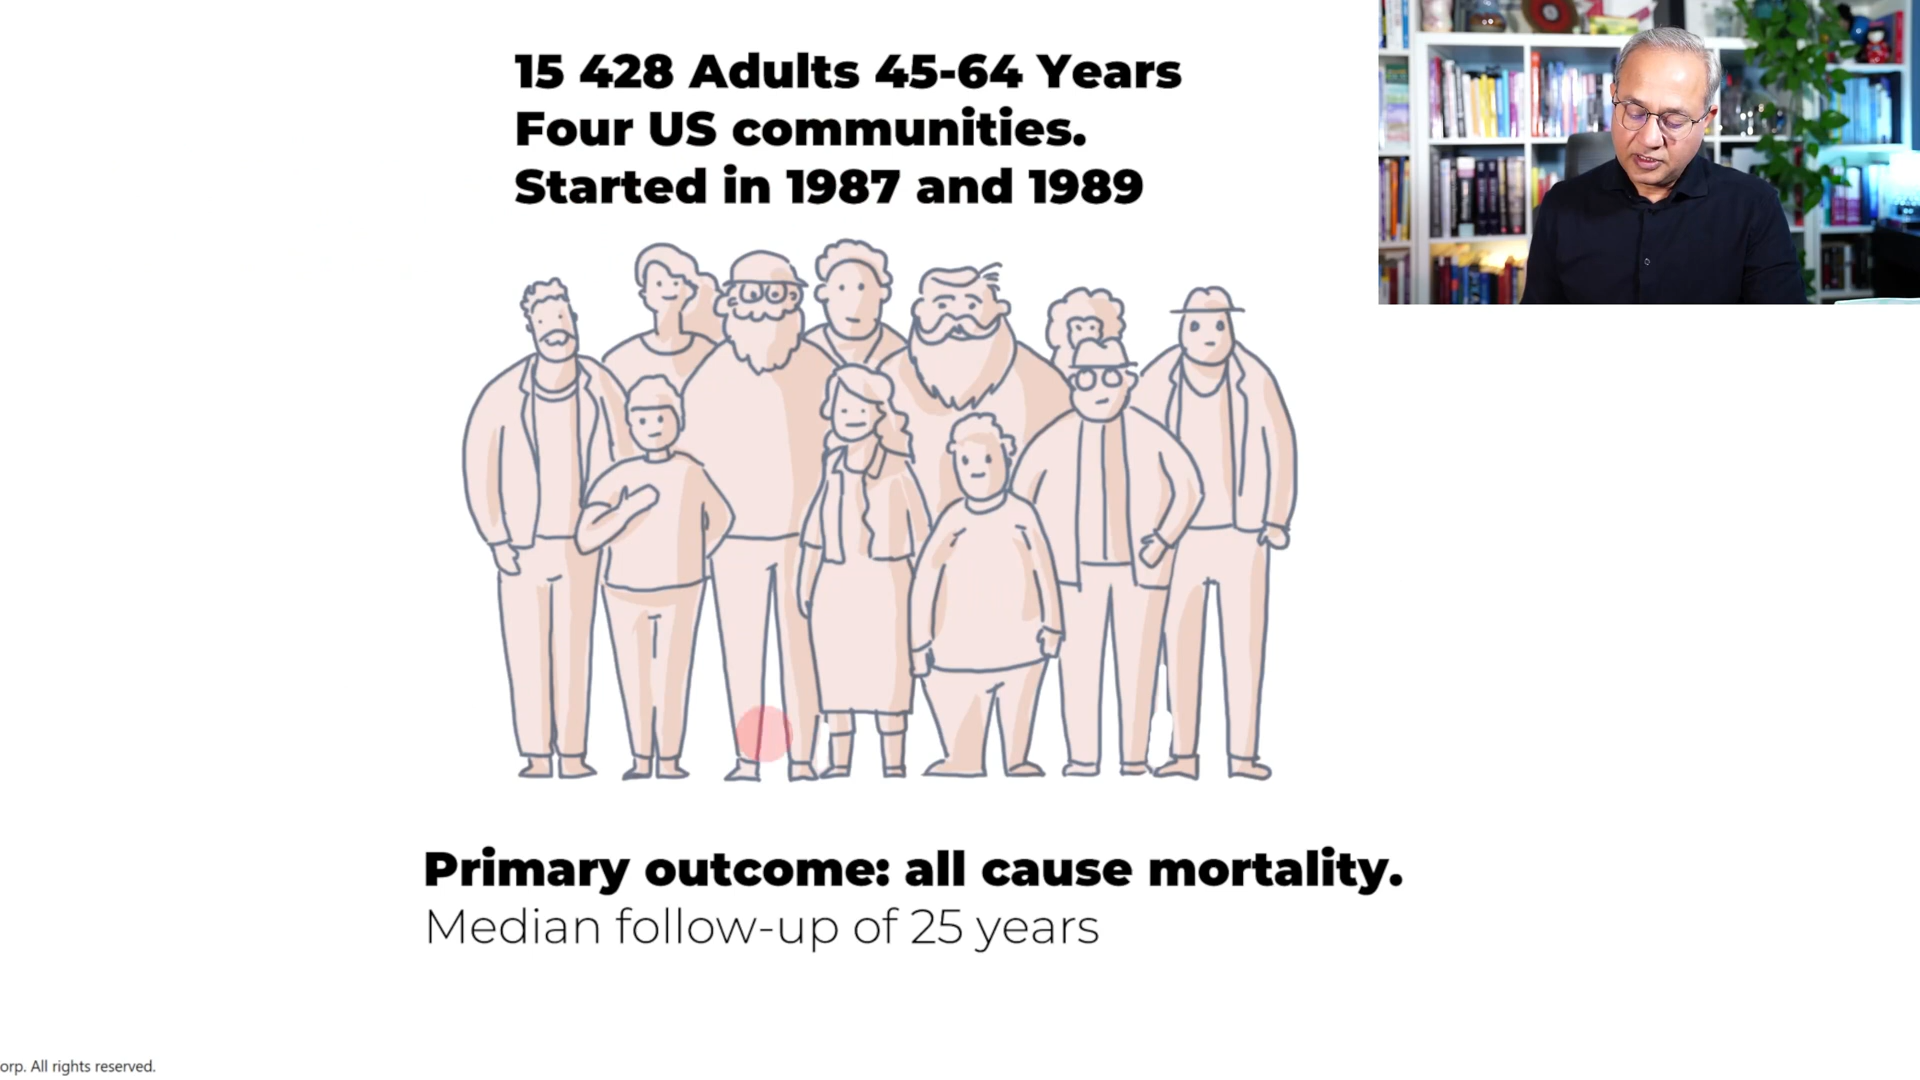 15 428 Adults 45-64 Years
Four US communities.
Started in 1987 and 1989
Primary outcome: all cause mortality.
Median follow-up of 25 years
orp. All rights reserved.